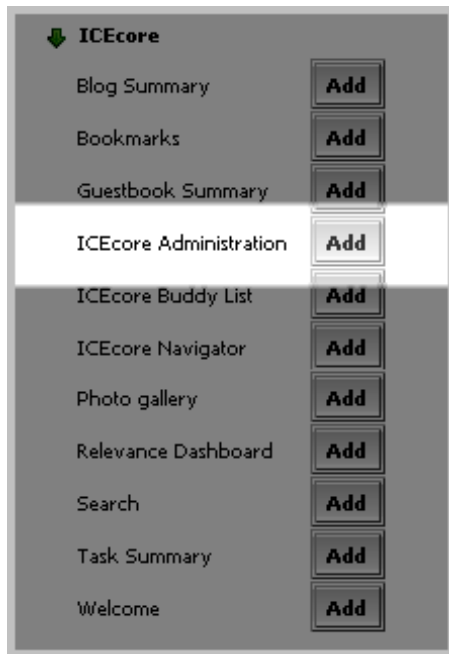 ICEcore
Blog Summary Add
Bookmarks Add
Guestbook Summary Add
ICEcore Administration Add
ICEcore Buddy List Add
ICEcore Navigator Add
Photo gallery Add
Relevance Dashboard Add
Search Add
Task Summary Add
Welcome Add